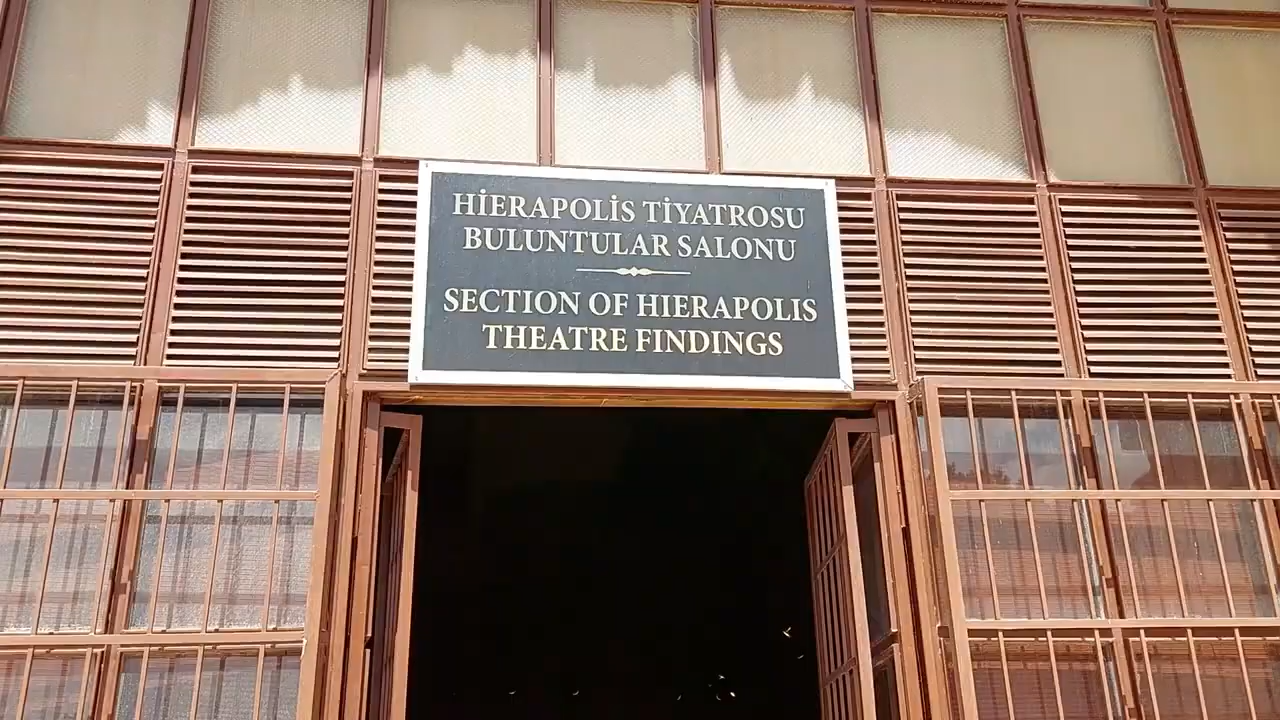 HİERAPOLİS TİYATROSU
BULUNTULAR SALONU
SECTION OF HIERAPOLIS
THEATRE FINDINGS